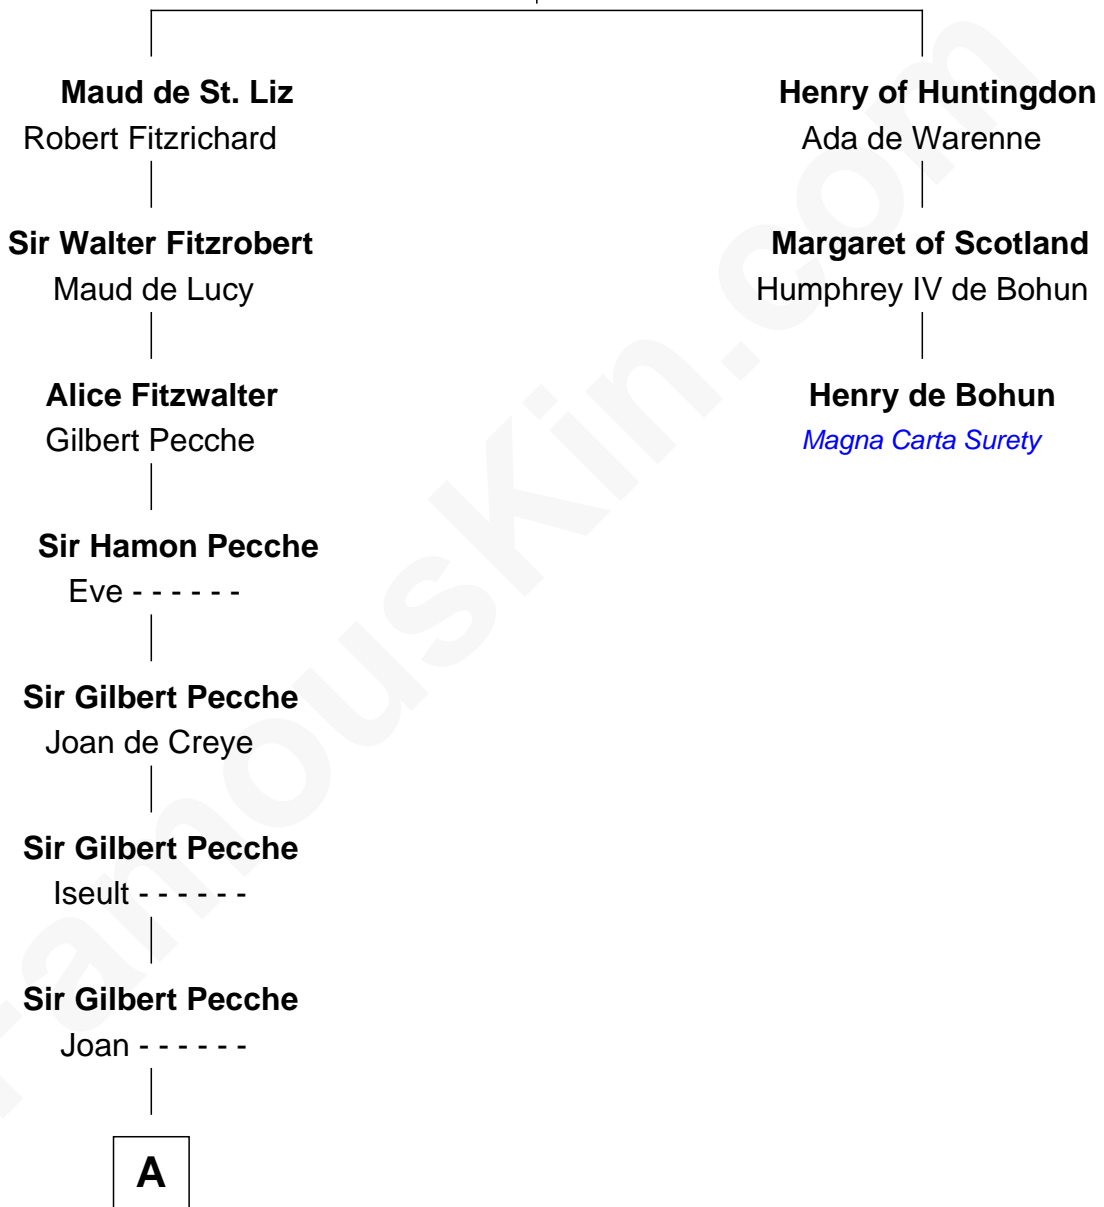 Maud de St. Liz
Robert Fitzrichard
Sir Walter Fitzrobert
Maud de Lucy
Alice Fitzwalter
Gilbert Pecche
Sir Hamon Pecche
Eve - - - - - -
Sir Gilbert Pecche
Joan de Creye
Sir Gilbert Pecche
Iseult - - - - - -
Sir Gilbert Pecche
Joan - - - - - -
A
Henry of Huntingdon
Ada de Warenne
Margaret of Scotland
Humphrey IV de Bohun
Henry de Bohun
Magna Carta Surety
FamousKin.com